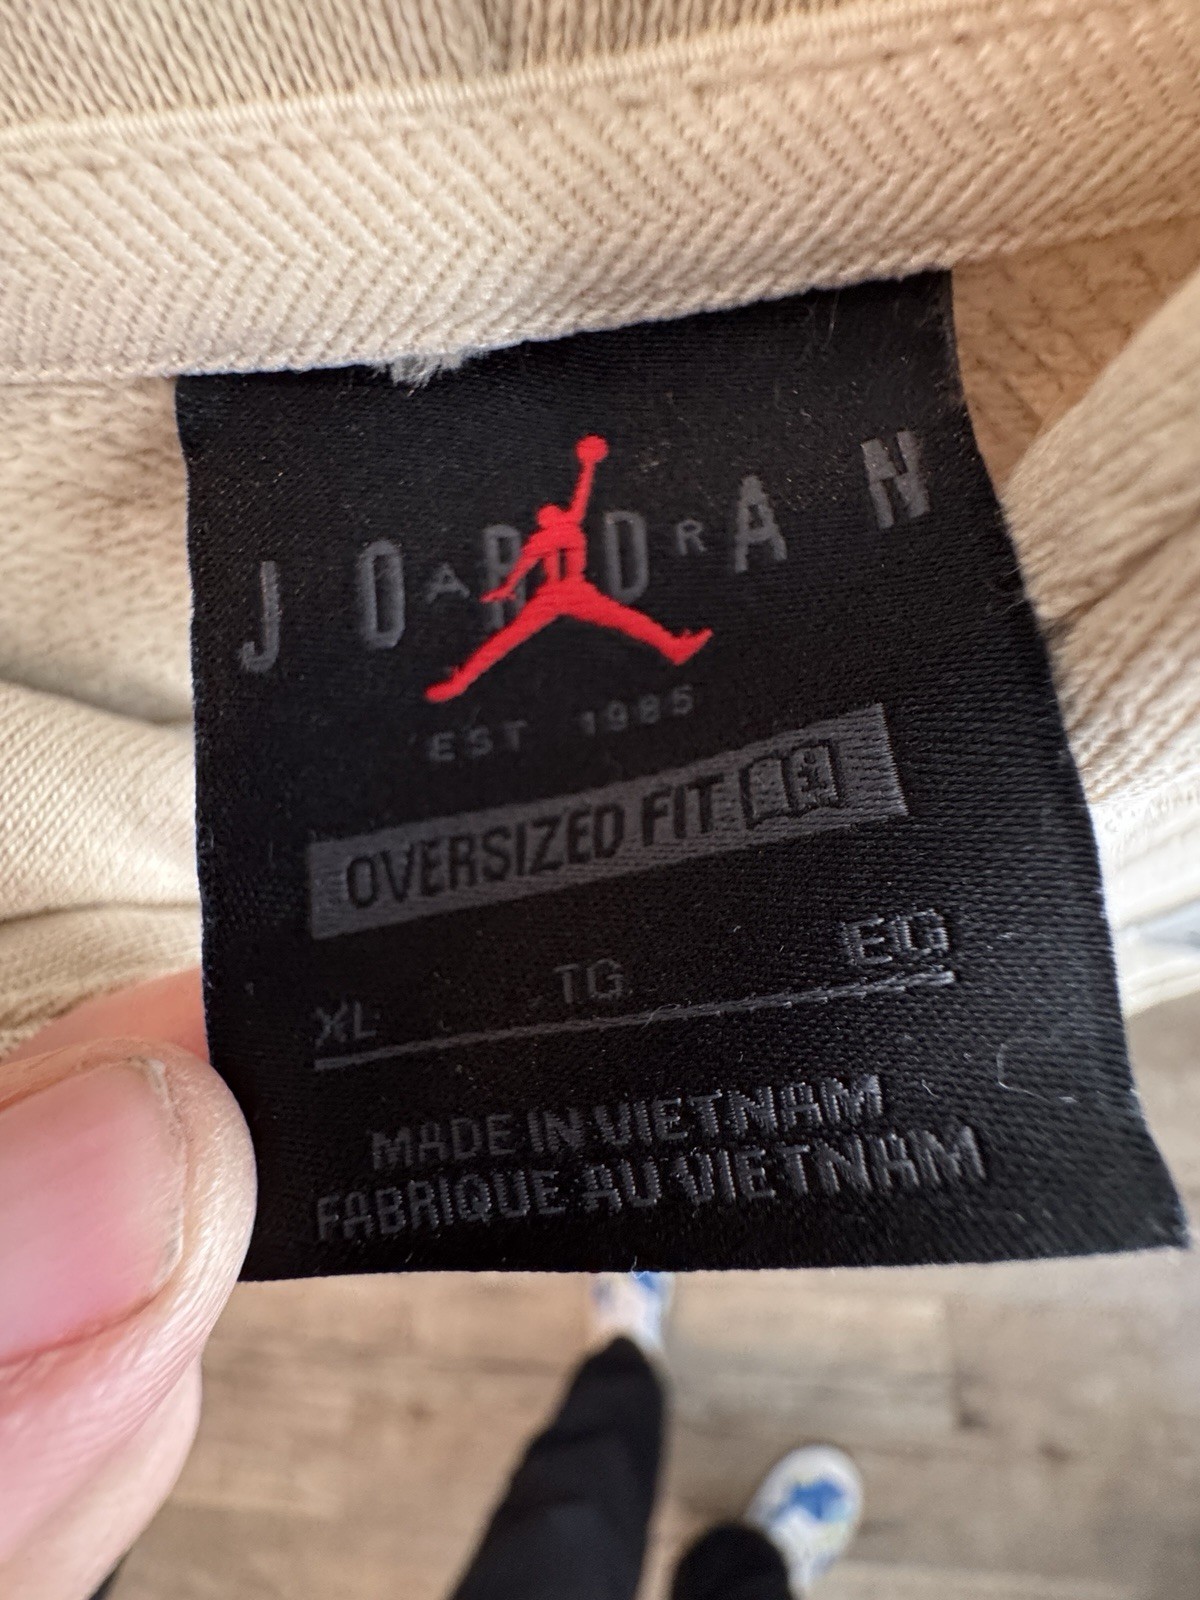 JORDAN
A R
EST 1985
OVERSIZED FIT
XL TG EG
MADE IN VIETNAM
FABRIQUE AU VIETNAM